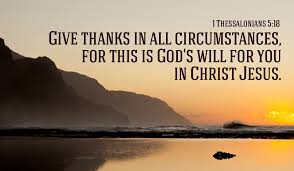 1 Thessalonians 5:18
Give thanks in all circumstances,
for this is God's will for you
in Christ Jesus.